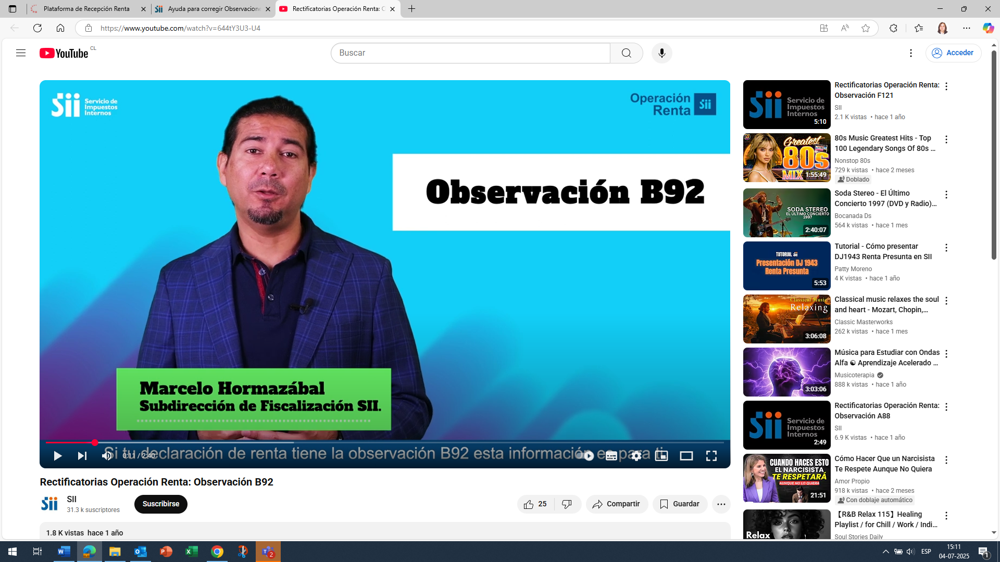 Plataforma de Recepción Renta
Ayuda para corregir Observacione
Rectificatorias Operación Renta: O
https://www.youtube.com/watch?v=644tY3U3-U4
YouTube CL
Buscar
Acceder
Sii Servicio de
Impuestos
Internos
Operación
Renta Sii
Observación B92
Marcelo Hormazábal
Subdirección de Fiscalización SII.
Si tu declaración de renta tiene la observación B92 esta información es para ti
0:11 / 2:40
Rectificatorias Operación Renta: Observación B92
SII
31.3 k suscriptores
Suscribirse
25
Compartir
Guardar
1.8 K vistas hace 1 año
Sii Servicio de
Impuestos
Internos
5:10
Rectificatorias Operación Renta:
Observación F121
SII
2.1 K vistas • hace 1 año
Greatest
80s
MIX
1:55:49
80s Music Greatest Hits - Top
100 Legendary Songs Of 80s ...
Nonstop 80s
729 k vistas • hace 2 meses
Doblado
SODA STEREO
EL ÚLTIMO CONCIERTO
1997
2:40:07
Soda Stereo - El Último
Concierto 1997 (DVD y Radio)...
Bocanada Ds
564 k vistas • hace 1 mes
TUTORIAL Sii
Presentación DJ 1943
Renta Presunta
5:53
Tutorial - Cómo presentar
DJ1943 Renta Presunta en SII
Patty Moreno
4 K vistas • hace 1 año
Classical Music
Relaxing
3:06:08
Classical music relaxes the soul
and heart - Mozart, Chopin,...
Classic Masterworks
262 k vistas • hace 1 mes
3:03:06
Música para Estudiar con Ondas
Alfa ☯ Aprendizaje Acelerado ...
Musicoterapia
888 k vistas • hace 1 año
Sii Servicio de
Impuestos
Internos
2:49
Rectificatorias Operación Renta:
Observación A88
SII
6.9 K vistas • hace 1 año
CUANDO HACES ESTO
EL NARCISISTA
TE RESPETARÁ
AUNQUE NO LO QUIERA
21:51
Cómo Hacer Que un Narcisista
Te Respete Aunque No Quiera
Amor Propio
918 k vistas • hace 2 meses
Con doblaje automático
Relax
【R&B Relax 115】Healing
Playlist / for Chill / Work / Indi...
Soul Stories Daily
ESP
15:11
04-07-2025
1
2